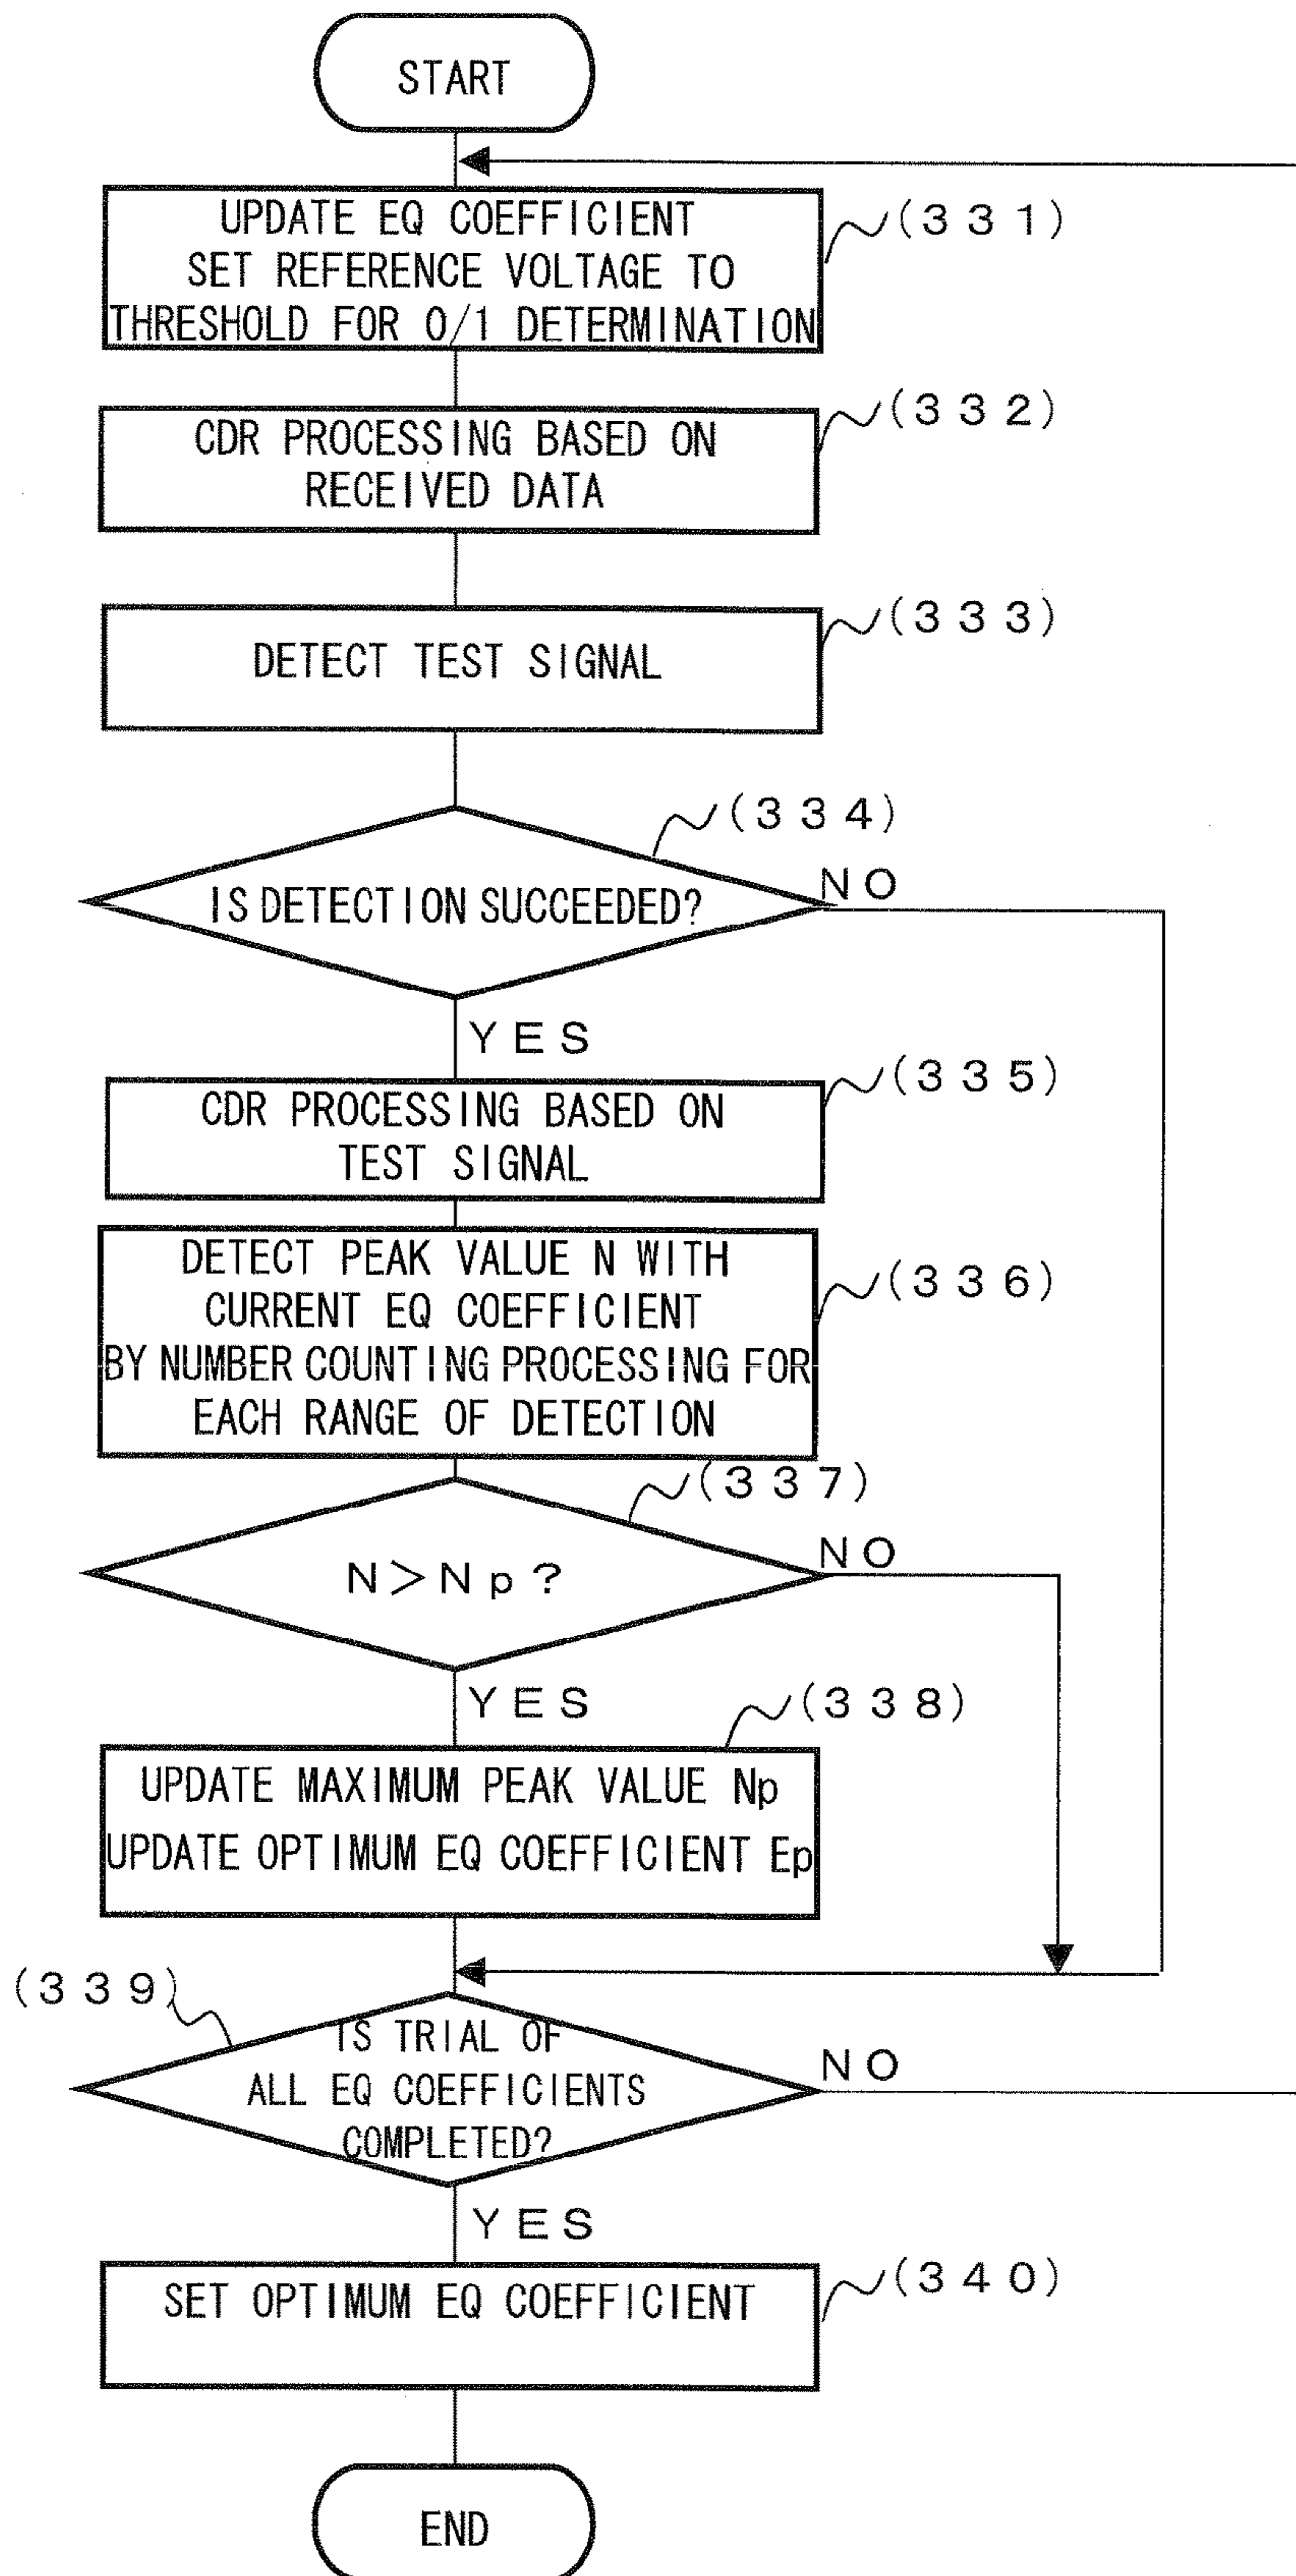 START
UPDATE EQ COEFFICIENT
SET REFERENCE VOLTAGE TO
THRESHOLD FOR 0/1 DETERMINATION
(331)
CDR PROCESSING BASED ON
RECEIVED DATA
(332)
DETECT TEST SIGNAL
(333)
(334)
IS DETECTION SUCCEEDED?
NO
YES
CDR PROCESSING BASED ON
TEST SIGNAL
(335)
DETECT PEAK VALUE N WITH
CURRENT EQ COEFFICIENT
BY NUMBER COUNTING PROCESSING FOR
EACH RANGE OF DETECTION
(336)
(337)
N>Np?
NO
YES
(338)
UPDATE MAXIMUM PEAK VALUE Np
UPDATE OPTIMUM EQ COEFFICIENT Ep
(339)
IS TRIAL OF
ALL EQ COEFFICIENTS
COMPLETED?
NO
YES
SET OPTIMUM EQ COEFFICIENT
(340)
END